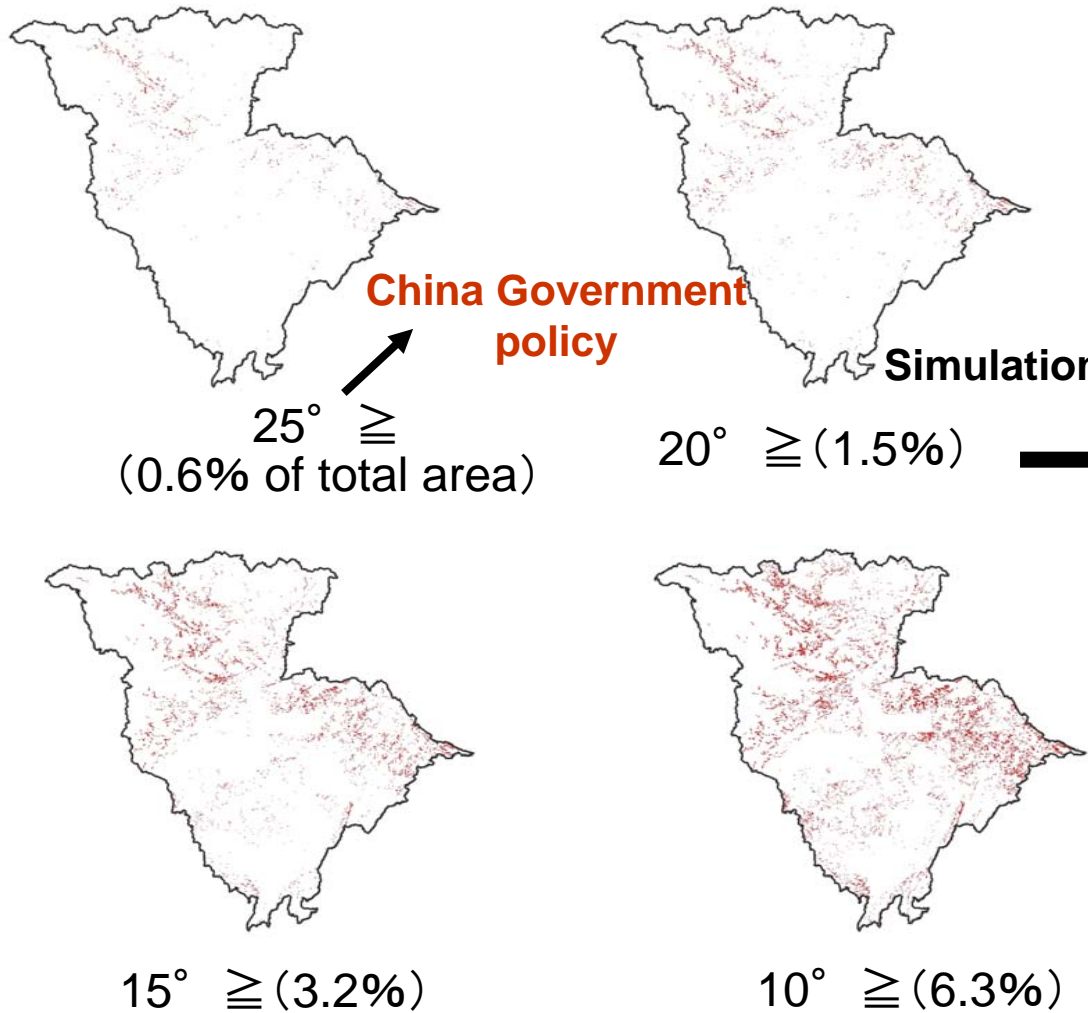 China Government
policy
Simulation
25° ≧
（0.6% of total area）
20° ≧（1.5%）
15° ≧（3.2%）
10° ≧（6.3%）